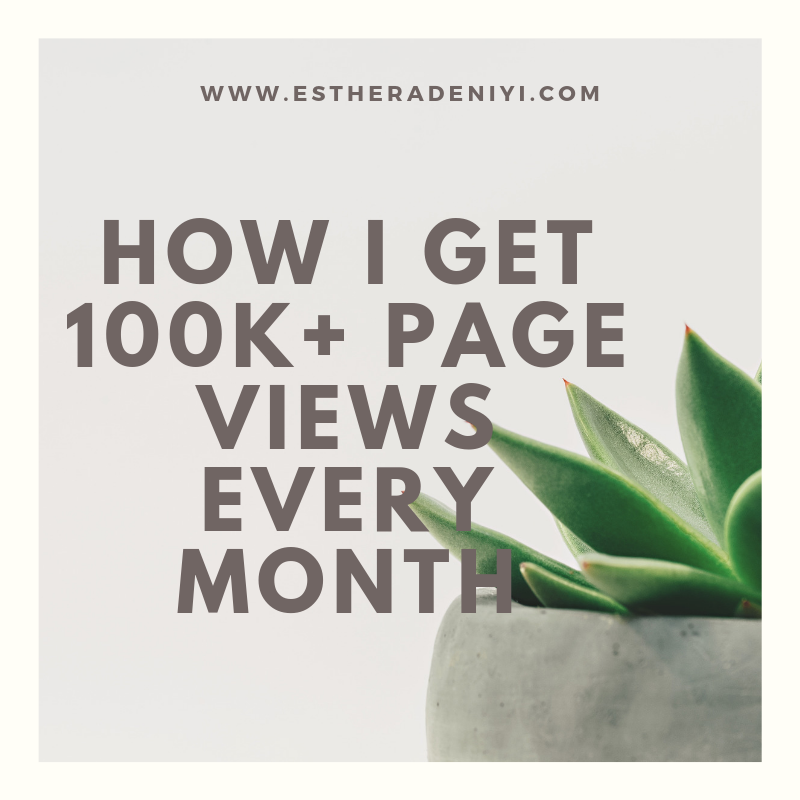 WWW.ESTHERADENIYI.COM
HOW I GET
100K+ PAGE
VIEWS
EVERY
MONTH